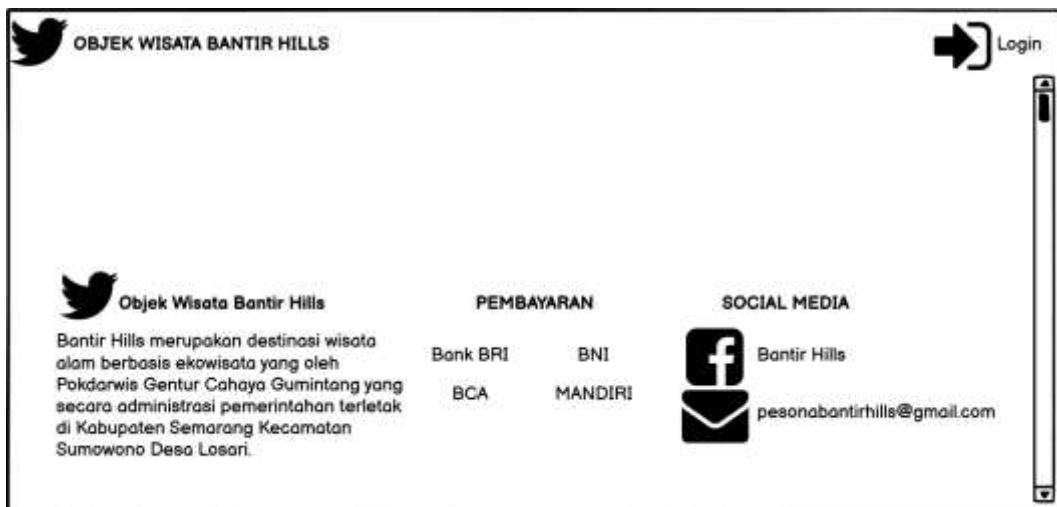 OBJEK WISATA BANTIR HILLS
Login
Objek Wisata Bantir Hills
Bantir Hills merupakan destinasi wisata
alam berbasis ekowisata yang oleh
Pokdarwis Gentur Cahaya Gumintang yang
secara administrasi pemerintahan terletak
di Kabupaten Semarang Kecamatan
Sumowono Desa Losari.
PEMBAYARAN
Bank BRI BNI
BCA MANDIRI
SOCIAL MEDIA
Bantir Hills
pesonabantirhills@gmail.com